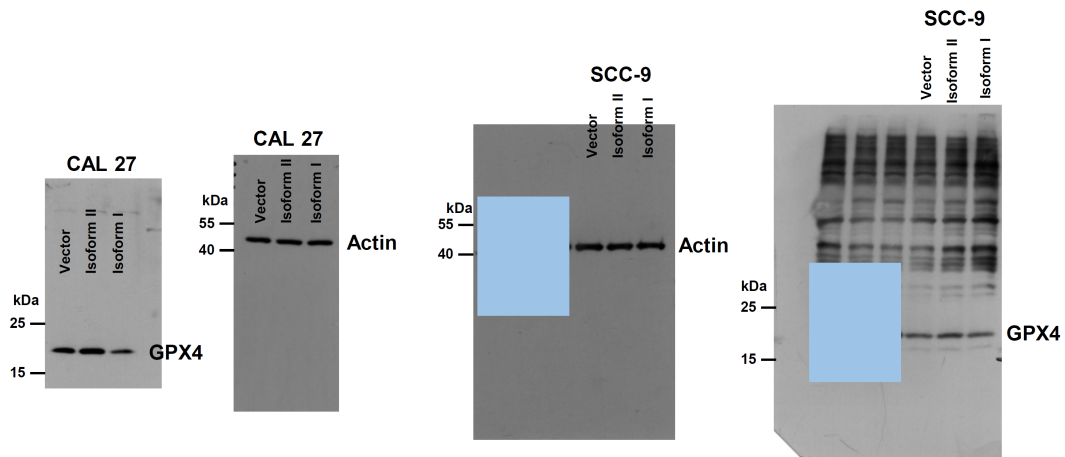 CAL 27
Vector
Isoform II
Isoform I
kDa
25
15
GPX4
CAL 27
Vector
Isoform II
Isoform I
kDa
55
40
Actin
SCC-9
Vector
Isoform II
Isoform I
kDa
55
40
Actin
SCC-9
Vector
Isoform II
Isoform I
kDa
25
15
GPX4